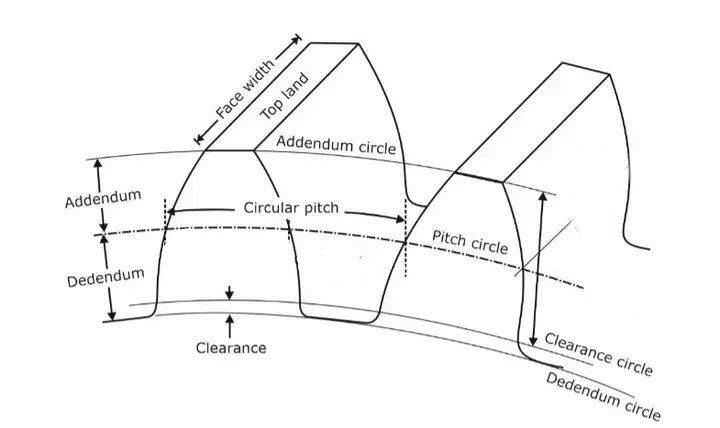 Face width
Top land
Addendum circle
Addendum
Circular pitch
Pitch circle
Dedendum
Clearance
Clearance circle
Dedendum circle